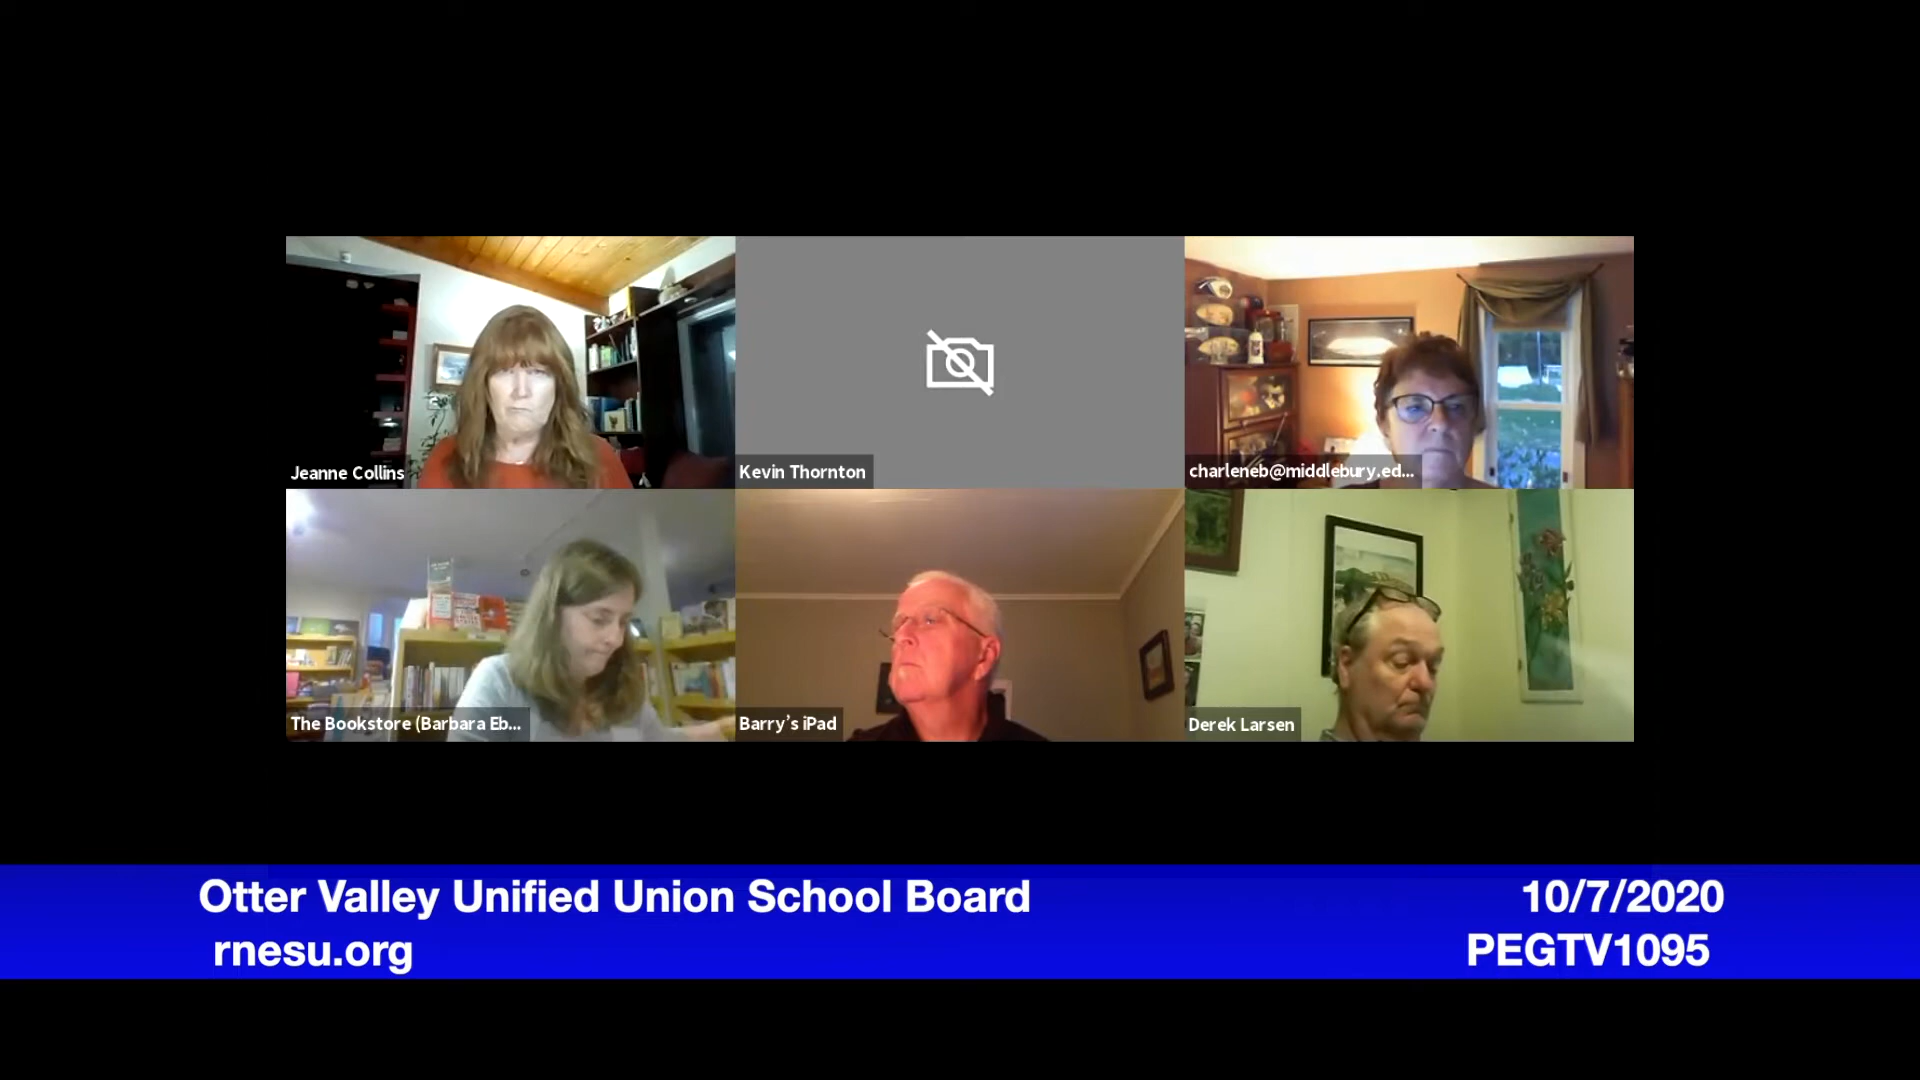 Jeanne Collins
Kevin Thornton
charleneb@middlebury.ed...
The Bookstore (Barbara Eb...
Barry’s iPad
Derek Larsen
Otter Valley Unified Union School Board
10/7/2020
rnesu.org
PEGTV1095